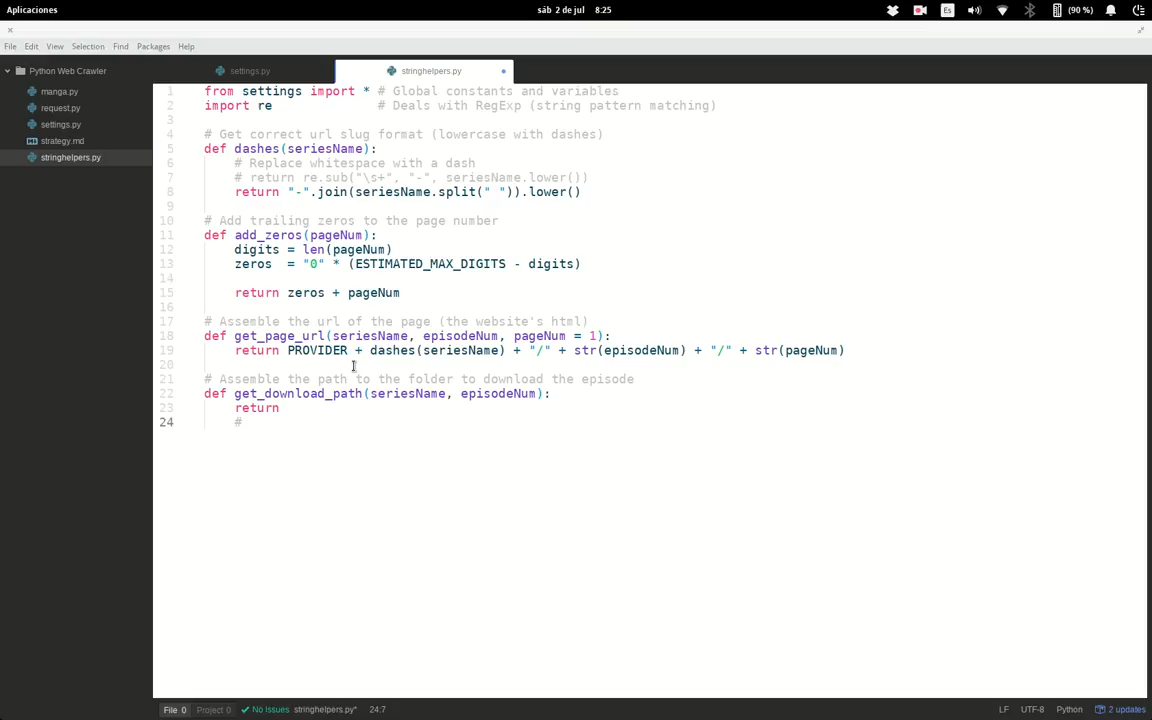 Aplicaciones
sáb 2 de jul 8:25
Es
(90 %)
File Edit View Selection Find Packages Help
Python Web Crawler
manga.py
request.py
settings.py
strategy.md
stringhelpers.py
settings.py
stringhelpers.py
1 from settings import * # Global constants and variables
2 import re              # Deals with RegExp (string pattern matching)
3
4 # Get correct url slug format (lowercase with dashes)
5 def dashes(seriesName):
6     # Replace whitespace with a dash
7     # return re.sub("\s+", "-", seriesName.lower())
8     return "-".join(seriesName.split(" ")).lower()
9
10 # Add trailing zeros to the page number
11 def add_zeros(pageNum):
12     digits = len(pageNum)
13     zeros  = "0" * (ESTIMATED_MAX_DIGITS - digits)
14
15     return zeros + pageNum
16
17 # Assemble the url of the page (the website's html)
18 def get_page_url(seriesName, episodeNum, pageNum = 1):
19     return PROVIDER + dashes(seriesName) + "/" + str(episodeNum) + "/" + str(pageNum)
20
21 # Assemble the path to the folder to download the episode
22 def get_download_path(seriesName, episodeNum):
23     return
24     #
File 0 Project 0 No Issues stringhelpers.py* 24:7
LF UTF-8 Python 2 updates